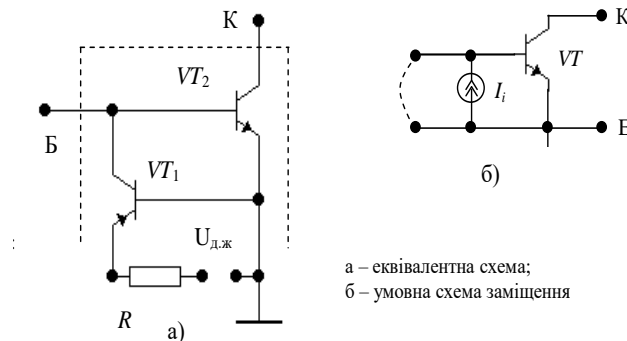 К
К
VT₂
VT
Iᵢ
Б
Е
VT₁
б)
:
Uд.ж
а – еквівалентна схема;
б – умовна схема заміщення
R
а)